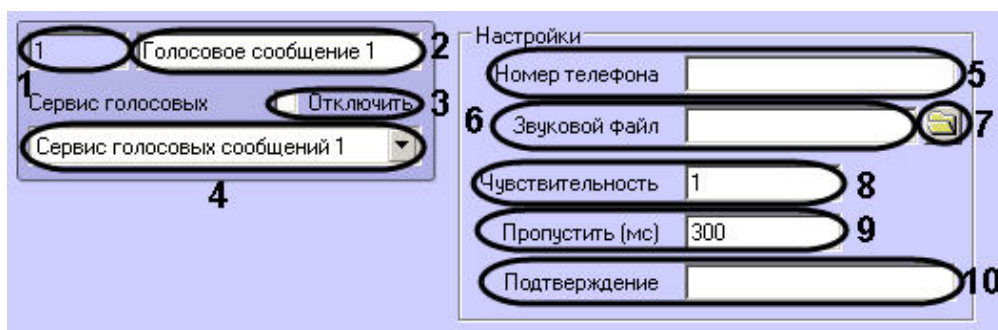 1 Голосовое сообщение 1 2
1
Сервис голосовых Отключить 3
Сервис голосовых сообщений 1
4
Настройки
Номер телефона 5
6 Звуковой файл 7
Чувствительность 1 8
Пропустить (мс) 300 9
Подтверждение 10